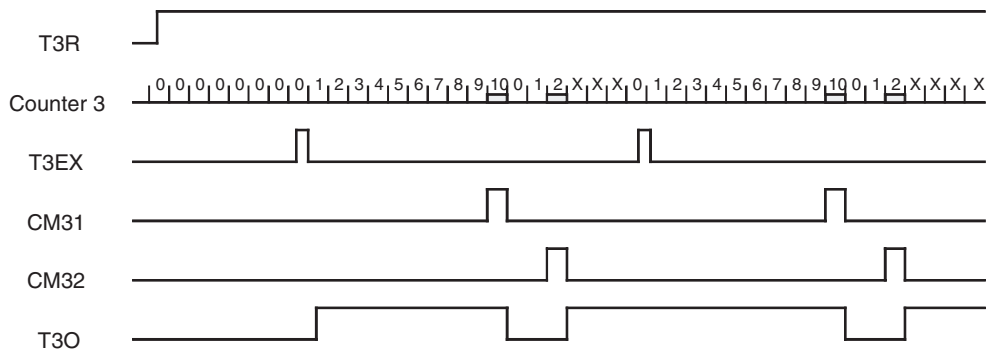 T3R
Counter 3 0 0 0 0 0 0 0 0 1 2 3 4 5 6 7 8 9 10 0 1 2 X X X 0 1 2 3 4 5 6 7 8 9 10 0 1 2 X X X X
T3EX
CM31
CM32
T3O